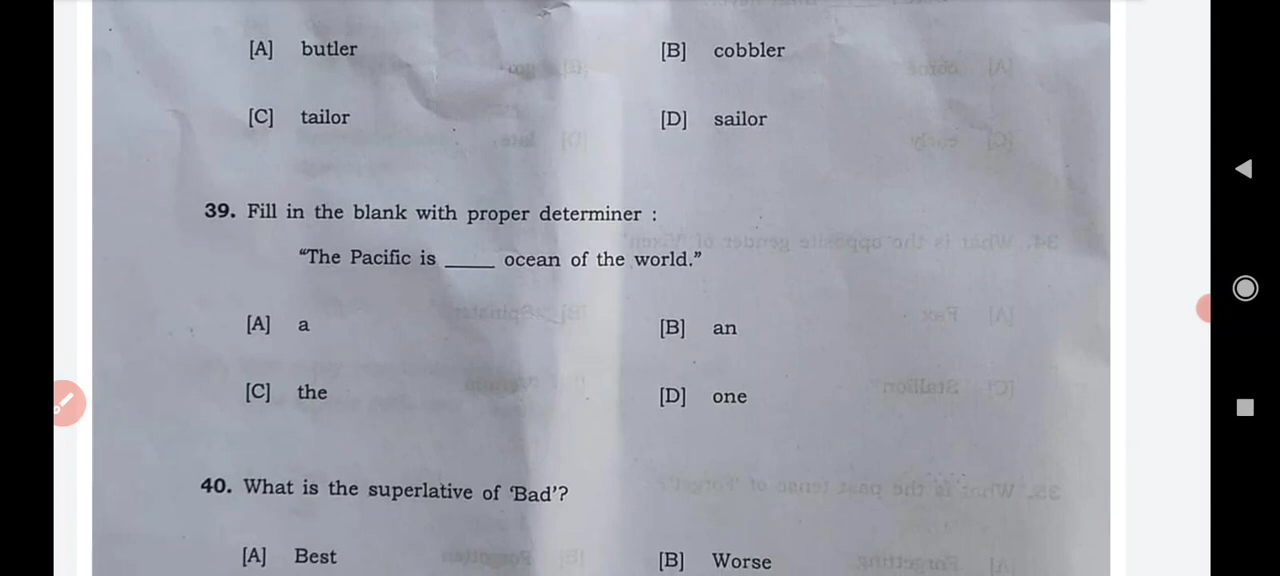 [A] butler [B] cobbler
[C] tailor [D] sailor
39. Fill in the blank with proper determiner :
“The Pacific is ____ ocean of the world.”
[A] a [B] an
[C] the [D] one
40. What is the superlative of ‘Bad’?
[A] Best [B] Worse